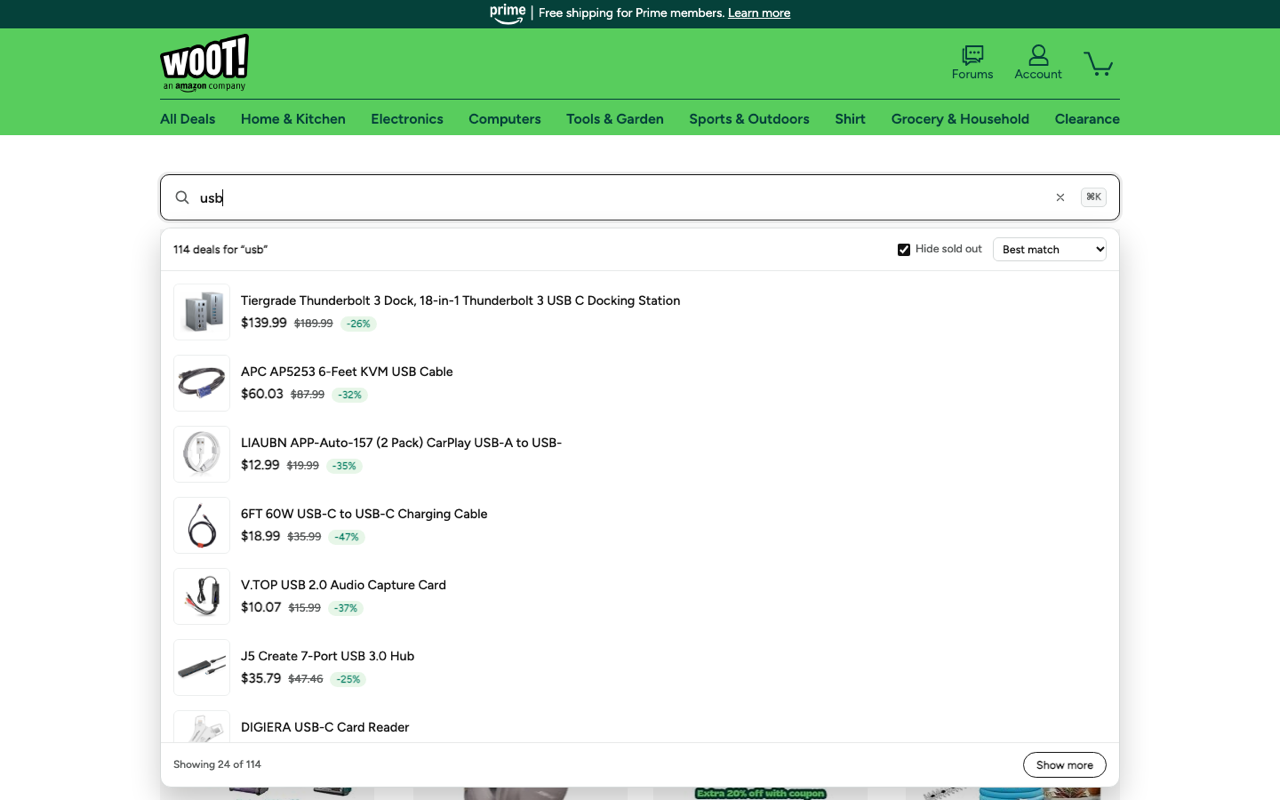 prime Free shipping for Prime members. Learn more
WOOT!
an amazon company
Forums
Account
All Deals
Home & Kitchen
Electronics
Computers
Tools & Garden
Sports & Outdoors
Shirt
Grocery & Household
Clearance
usb
⌘K
114 deals for “usb”
Hide sold out
Best match
Tiergrade Thunderbolt 3 Dock, 18-in-1 Thunderbolt 3 USB C Docking Station
$139.99 $189.99 -26%
APC AP5253 6-Feet KVM USB Cable
$60.03 $87.99 -32%
LIAUBN APP-Auto-157 (2 Pack) CarPlay USB-A to USB-
$12.99 $19.99 -35%
6FT 60W USB-C to USB-C Charging Cable
$18.99 $35.99 -47%
V.TOP USB 2.0 Audio Capture Card
$10.07 $15.99 -37%
J5 Create 7-Port USB 3.0 Hub
$35.79 $47.46 -25%
DIGIERA USB-C Card Reader
Showing 24 of 114
Show more
Extra 20% off with coupon